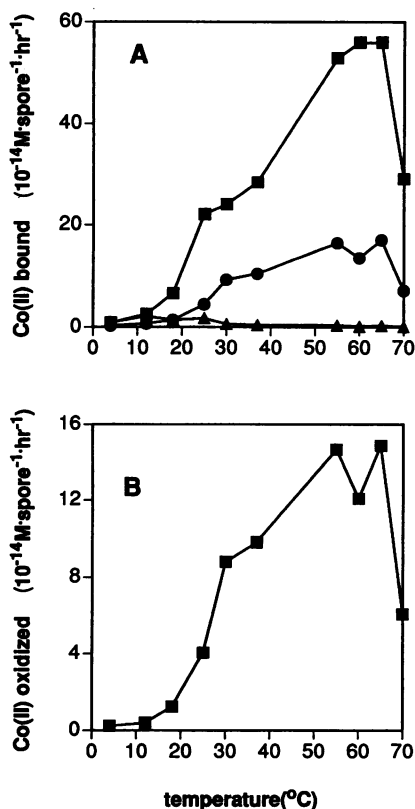 A
Co(II) bound (10⁻¹⁴M·spore⁻¹·hr⁻¹)
60
40
20
0
0 10 20 30 40 50 60 70
B
Co(II) oxidized (10⁻¹⁴M·spore⁻¹·hr⁻¹)
16
12
8
4
0
0 10 20 30 40 50 60 70
temperature(⁰C)